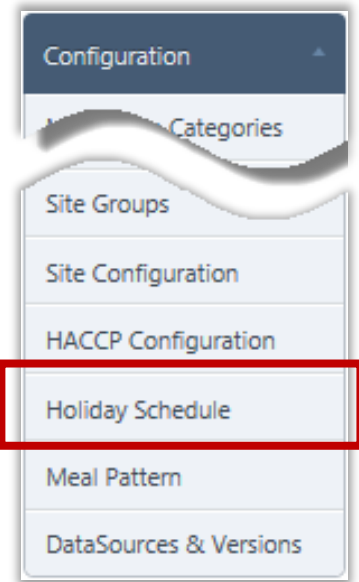 Configuration
Categories
Site Groups
Site Configuration
HACCP Configuration
Holiday Schedule
Meal Pattern
DataSources & Versions